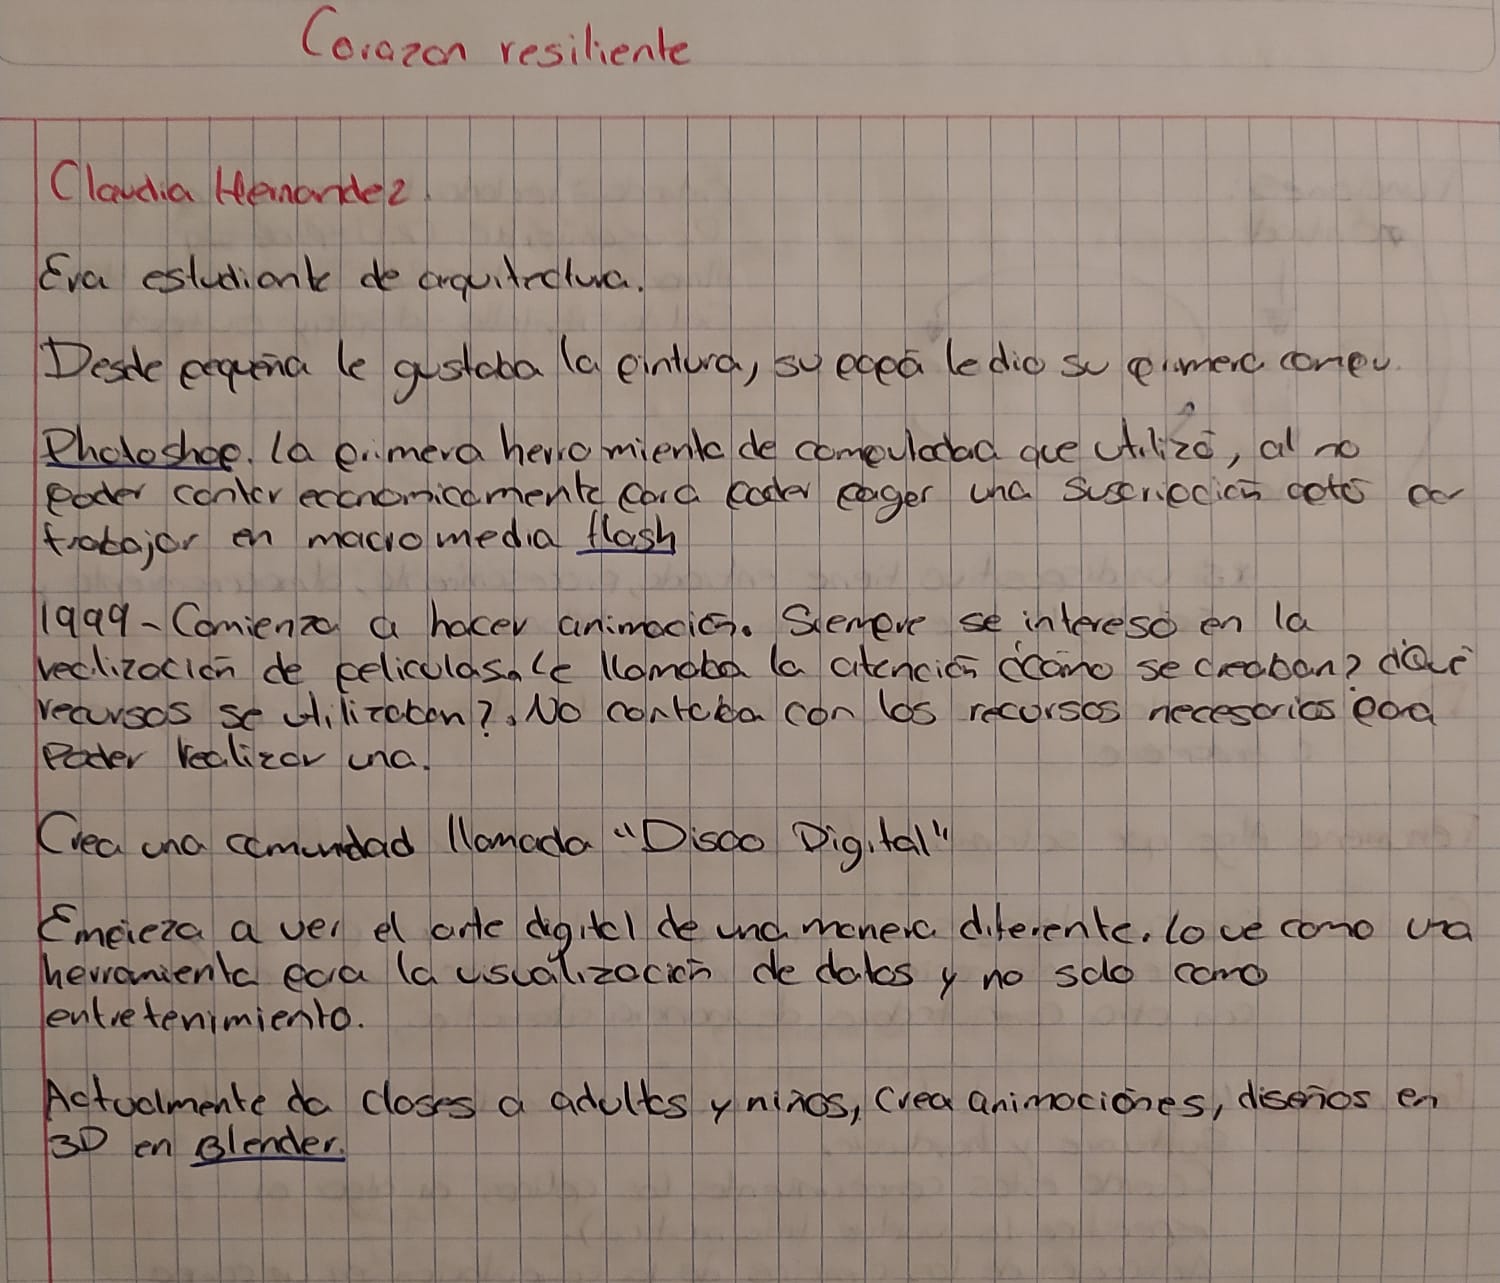 Corazon resiliente
Claudia Hernandez.
Era estudiante de arquitectura.
Desde pequeña le gustaba la pintura, su papá le dio su primera compu.
Photoshop. La primera herramienta de computadad que utilizó, al no
poder contar economicamente para poder pagar una suscripción optó por
trabajar en macromedia flash
1999 - Comienza a hacer animación. Siempre se intereso en la
realización de peliculas. Le llamaba la atención ¿cómo se creaban? ¿Qué
recursos se utilizaban?. No contaba con los recursos necesarios para
Poder realizar una.
Crea una comunidad llamada "Disco Digital"
Empieza a ver el arte digital de una manera diferente. Lo ve como una
herramienta para la visualización de datos y no solo como
entretenimiento.
Actualmente da clases a adultos y niños, crea animaciones, diseños en
3D en Blender.